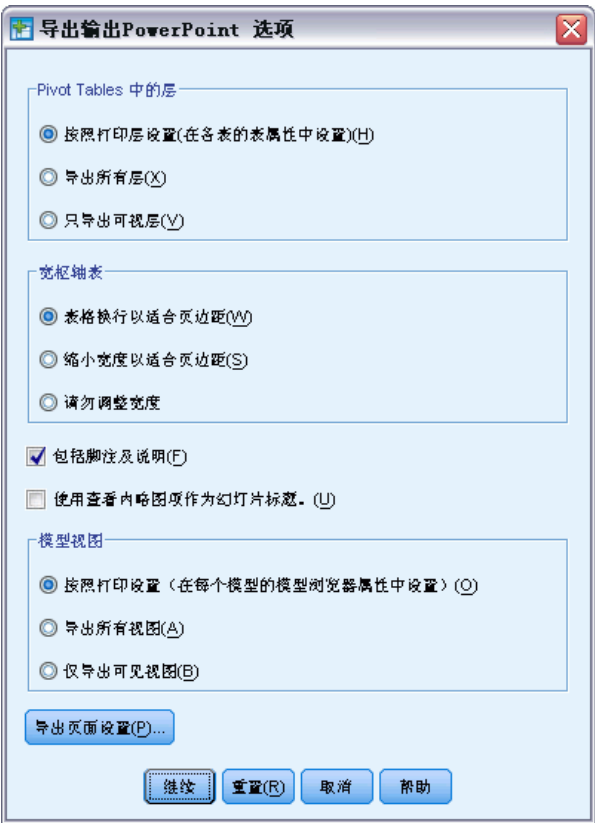 导出输出PowerPoint 选项
Pivot Tables 中的层
按照打印层设置(在各表的表属性中设置)(H)
导出所有层(X)
只导出可视层(V)
宽枢轴表
表格换行以适合页边距(W)
缩小宽度以适合页边距(S)
请勿调整宽度
包括脚注及说明(F)
使用查看内略图项作为幻灯片标题。(U)
模型视图
按照打印设置（在每个模型的模型浏览器属性中设置）(O)
导出所有视图(A)
仅导出可见视图(B)
导出页面设置(P)...
继续 重置(R) 取消 帮助